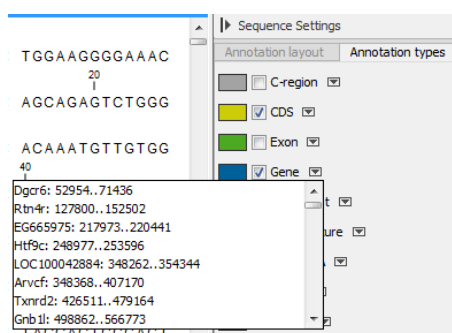 Sequence Settings
Annotation layout Annotation types
TGGAAGGGGAAAC
20
AGCAGAGTCTGGG
ACAAATGTTGTGG
40
C-region
CDS
Exon
Gene
t
ure
Dgcr6: 52954..71436
Rtn4r: 127800..152502
EG665975: 217973..220441
Htf9c: 248977..253596
LOC100042884: 348262..354344
Arvcf: 348368..407170
Txnrd2: 426511..479164
Gnb1l: 498862..566773